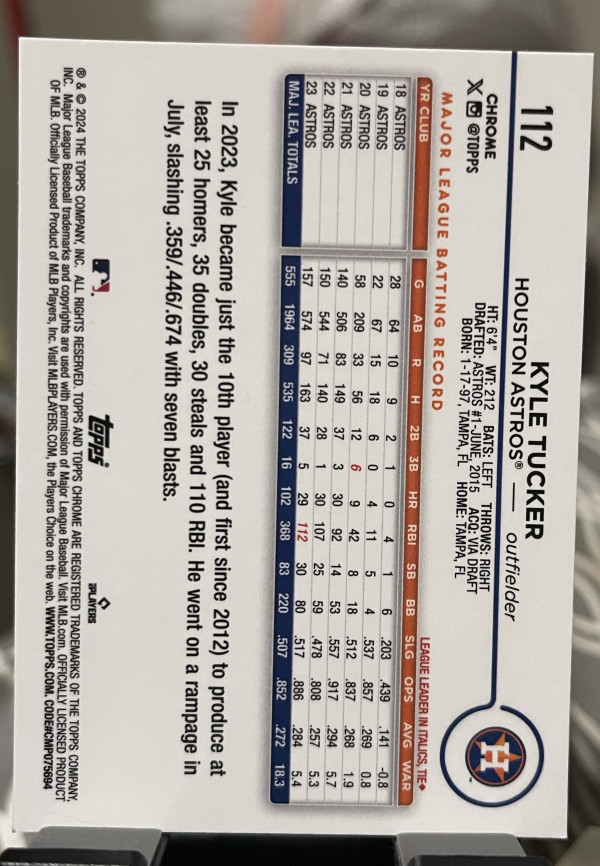 112
KYLE TUCKER
HOUSTON ASTROS® — outfielder
CHROME
X @TOPPS
HT: 6'4" WT: 212 BATS: LEFT THROWS: RIGHT
DRAFTED: ASTROS #1-JUNE, 2015 ACQ: VIA DRAFT
BORN: 1-17-97, TAMPA, FL HOME: TAMPA, FL
H
MAJOR LEAGUE BATTING RECORD
LEAGUE LEADER IN ITALICS, TIE♦
YR CLUB G AB R H 2B 3B HR RBI SB BB SLG OPS AVG WAR
18 ASTROS 28 64 10 9 2 1 0 4 1 6 .203 .439 .141 -0.8
19 ASTROS 22 67 15 18 6 0 4 11 5 4 .537 .857 .269 0.8
20 ASTROS 58 209 33 56 12 6 9 42 8 18 .512 .837 .268 1.9
21 ASTROS 140 506 83 149 37 3 30 92 14 53 .557 .917 .294 5.7
22 ASTROS 150 544 71 140 28 1 30 107 25 59 .478 .808 .257 5.3
23 ASTROS 157 574 97 163 37 5 29 112 30 80 .517 .886 .284 5.4
MAJ. LEA. TOTALS 555 1964 309 535 122 16 102 368 83 220 .507 .852 .272 18.3
In 2023, Kyle became just the 10th player (and first since 2012) to produce at
least 25 homers, 35 doubles, 30 steals and 110 RBI. He went on a rampage in
July, slashing .359/.446/.674 with seven blasts.
topps
PLAYERS
® & © 2024 THE TOPPS COMPANY, INC. ALL RIGHTS RESERVED. TOPPS AND TOPPS CHROME ARE REGISTERED TRADEMARKS OF THE TOPPS COMPANY,
INC. Major League Baseball trademarks and copyrights are used with permission of Major League Baseball. Visit MLB.com. OFFICIALLY LICENSED PRODUCT
OF MLB. Officially Licensed Product of MLB Players, Inc. Visit MLBPLAYERS.COM, the Players Choice on the web. WWW.TOPPS.COM. CODE#CMP075694